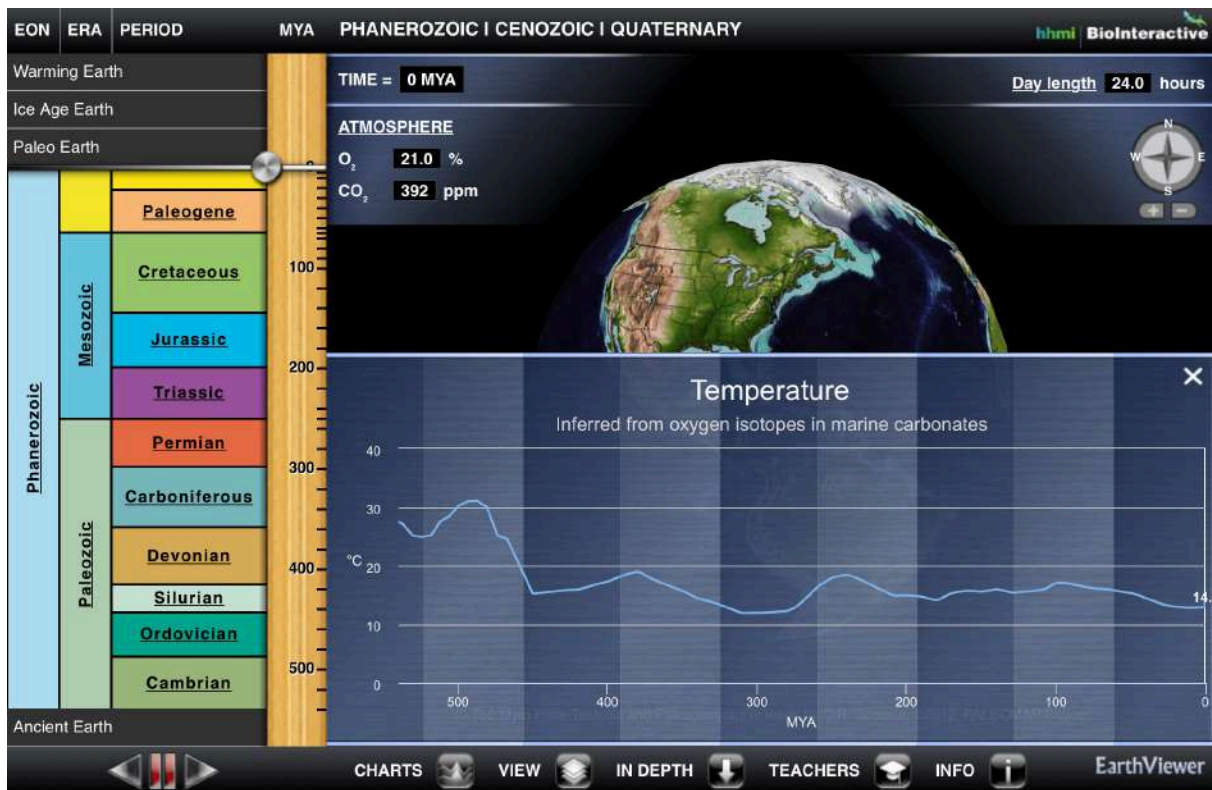 EON ERA PERIOD MYA PHANEROZOIC | CENOZOIC | QUATERNARY hhmi BioInteractive
Warming Earth
Ice Age Earth
Paleo Earth
TIME = 0 MYA
Day length 24.0 hours
ATMOSPHERE
O2 21.0 %
CO2 392 ppm
N
W E
S
+ -
0
100
200
300
400
500
Phanerozoic
Mesozoic
Paleozoic
Paleogene
Cretaceous
Jurassic
Triassic
Permian
Carboniferous
Devonian
Silurian
Ordovician
Cambrian
Ancient Earth
Temperature
Inferred from oxygen isotopes in marine carbonates
40
30
°C 20
10
0
14.
500 400 300 200 100 0
MYA
CHARTS VIEW IN DEPTH TEACHERS INFO i EarthViewer